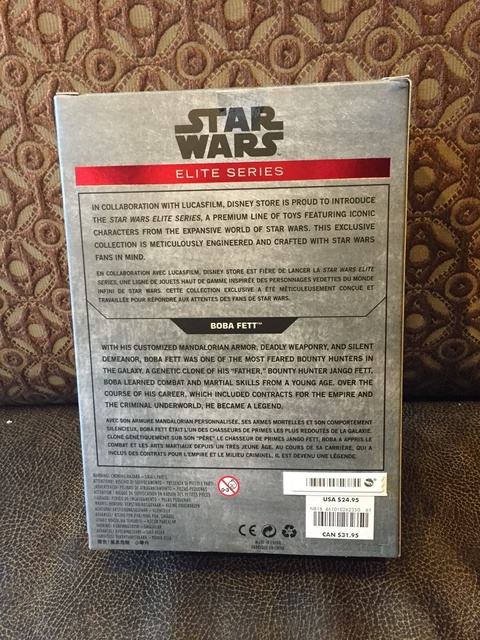 STAR
WARS
ELITE SERIES
IN COLLABORATION WITH LUCASFILM, DISNEY STORE IS PROUD TO INTRODUCE
THE STAR WARS ELITE SERIES, A PREMIUM LINE OF TOYS FEATURING ICONIC
CHARACTERS FROM THE EXPANSIVE WORLD OF STAR WARS. THIS EXCLUSIVE
COLLECTION IS METICULOUSLY ENGINEERED AND CRAFTED WITH STAR WARS
FANS IN MIND.
EN COLLABORATION AVEC LUCASFILM, DISNEY STORE EST FIÈRE DE LANCER LA STAR WARS ELITE
SERIES, UNE LIGNE DE JOUETS HAUT DE GAMME INSPIRÉE DES PERSONNAGES VEDETTES DU MONDE
INFINI DE STAR WARS. CETTE COLLECTION EXCLUSIVE A ÉTÉ MÉTICULEUSEMENT CONÇUE ET
TRAVAILLÉE POUR RÉPONDRE AUX ATTENTES DES FANS DE STAR WARS.
BOBA FETT™
WITH HIS CUSTOMIZED MANDALORIAN ARMOR, DEADLY WEAPONRY, AND SILENT
DEMEANOR, BOBA FETT WAS ONE OF THE MOST FEARED BOUNTY HUNTERS IN
THE GALAXY. A GENETIC CLONE OF HIS "FATHER," BOUNTY HUNTER JANGO FETT,
BOBA LEARNED COMBAT AND MARTIAL SKILLS FROM A YOUNG AGE. OVER THE
COURSE OF HIS CAREER, WHICH INCLUDED CONTRACTS FOR THE EMPIRE AND
THE CRIMINAL UNDERWORLD, HE BECAME A LEGEND.
AVEC SON ARMURE MANDALORIAN PERSONNALISÉE, SES ARMES MORTELLES ET SON COMPORTEMENT
SILENCIEUX, BOBA FETT ÉTAIT L'UN DES CHASSEURS DE PRIMES LES PLUS REDOUTÉS DE LA GALAXIE.
CLONÉ GÉNÉTIQUEMENT SUR SON "PÈRE" LE CHASSEUR DE PRIMES JANGO FETT, BOBA A APPRIS LE
COMBAT ET LES ARTS MARTIAUX DEPUIS UN TRÈS JEUNE ÂGE. AU COURS DE SA CARRIÈRE, QUI A
INCLUS DES CONTRATS POUR L'EMPIRE ET LE MILIEU CRIMINEL, IL EST DEVENU UNE LÉGENDE.
WARNING: CHOKING HAZARD - SMALL PARTS.
USA $24.95
CAN $31.95
CE
MADE IN CHINA